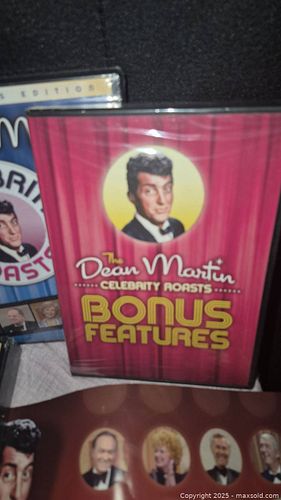 S EDITION
The
Dean Martin
CELEBRITY ROASTS
BONUS
FEATURES
Copyright 2025 - maxsold.com